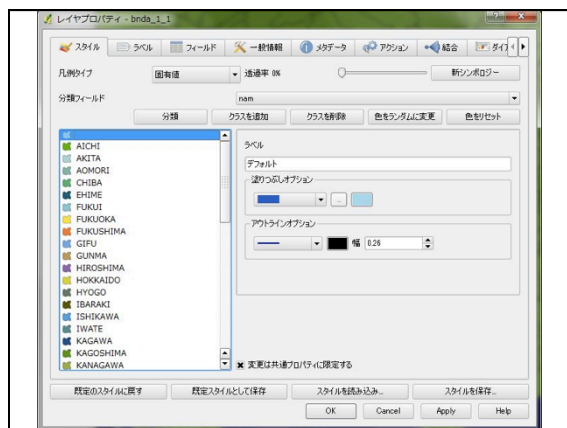 レイヤプロパティ - bnda_1_1
スタイル ラベル フィールド 一般情報 メタデータ アクション 結合 ダイア
凡例タイプ 固有値 透過率 0% 新シンボロジー
分類フィールド nam
分類 クラスを追加 クラスを削除 色をランダムに変更 色をリセット
AICHI
AKITA
AOMORI
CHIBA
EHIME
FUKUI
FUKUOKA
FUKUSHIMA
GIFU
GUNMA
HIROSHIMA
HOKKAIDO
HYOGO
IBARAKI
ISHIKAWA
IWATE
KAGAWA
KAGOSHIMA
KANAGAWA
ラベル
デフォルト
塗りつぶしオプション
...
アウトラインオプション
幅 0.26
変更は共通プロパティに限定する
既定のスタイルに戻す 既定スタイルとして保存 スタイルを読み込み... スタイルを保存...
OK Cancel Apply Help